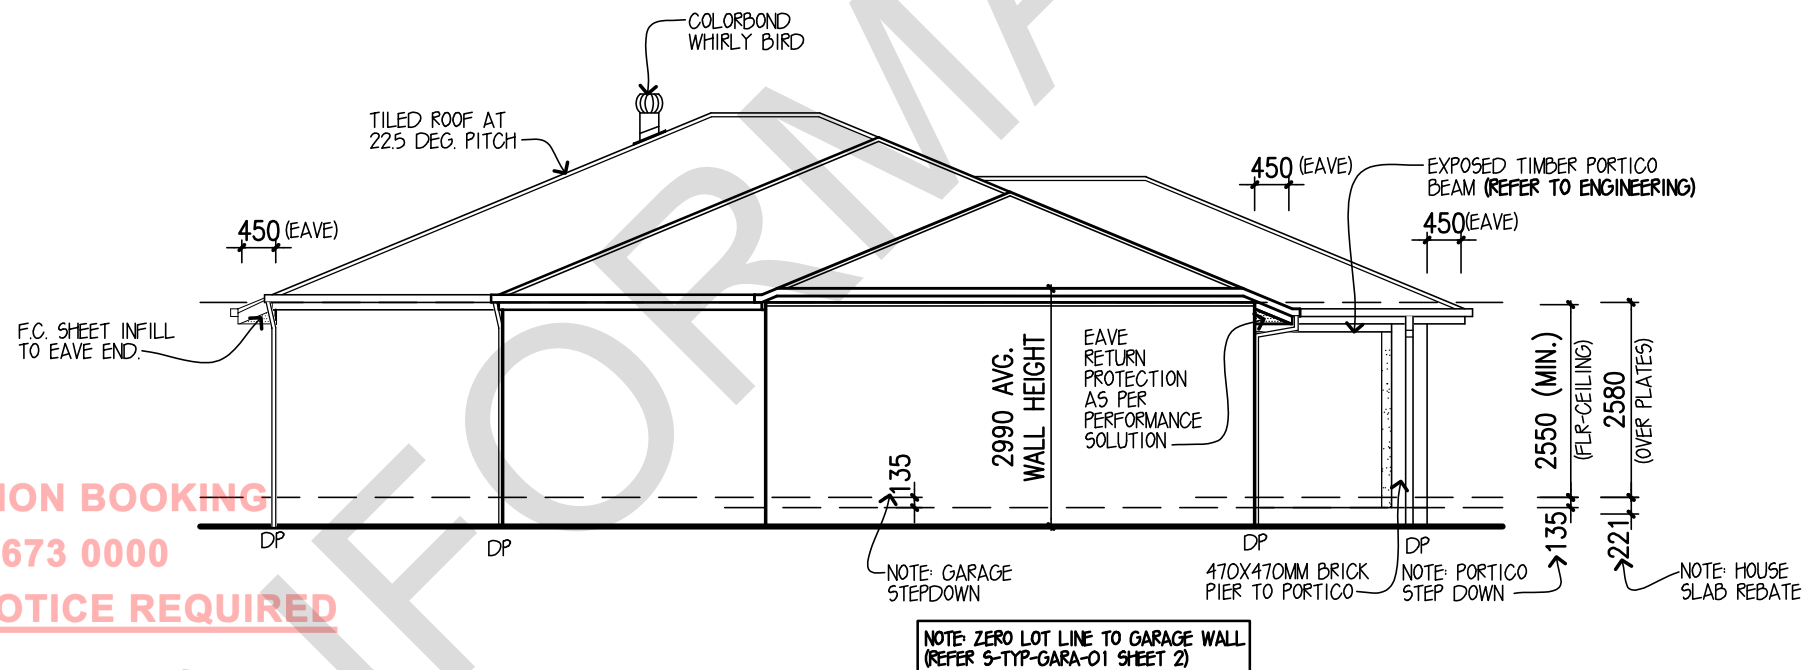 COLORBOND
WHIRLY BIRD
TILED ROOF AT
22.5 DEG. PITCH
450 (EAVE)
F.C. SHEET INFILL
TO EAVE END.
450 (EAVE)
EXPOSED TIMBER PORTICO
BEAM (REFER TO ENGINEERING)
450 (EAVE)
2990 AVG.
WALL HEIGHT
EAVE
RETURN
PROTECTION
AS PER
PERFORMANCE
SOLUTION
2550 (MIN.)
(FLR-CEILING)
2580
(OVER PLATES)
135
135
221
DP
DP
DP
DP
NOTE: GARAGE
STEPDOWN
470X470MM BRICK
PIER TO PORTICO
NOTE: PORTICO
STEP DOWN
NOTE: HOUSE
SLAB REBATE
NOTE: ZERO LOT LINE TO GARAGE WALL
(REFER S-TYP-GARA-01 SHEET 2)
ION BOOKING
673 0000
OTICE REQUIRED
FORMA